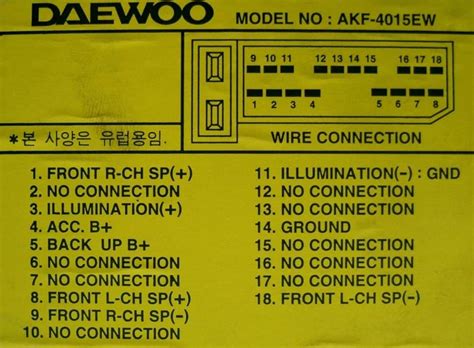 DAEWOO MODEL NO : AKF-4015EW
9 10 11 12 13 14 15 16 17 18
1 2 3 4 5 6 7 8
*본 사양은 유럽용임. WIRE CONNECTION
1. FRONT R-CH SP(+)
2. NO CONNECTION
3. ILLUMINATION(+)
4. ACC. B+
5. BACK UP B+
6. NO CONNECTION
7. NO CONNECTION
8. FRONT L-CH SP(+)
9. FRONT R-CH SP(-)
10. NO CONNECTION
11. ILLUMINATION(-) : GND
12. NO CONNECTION
13. NO CONNECTION
14. GROUND
15. NO CONNECTION
16. NO CONNECTION
17. NO CONNECTION
18. FRONT L-CH SP(-)